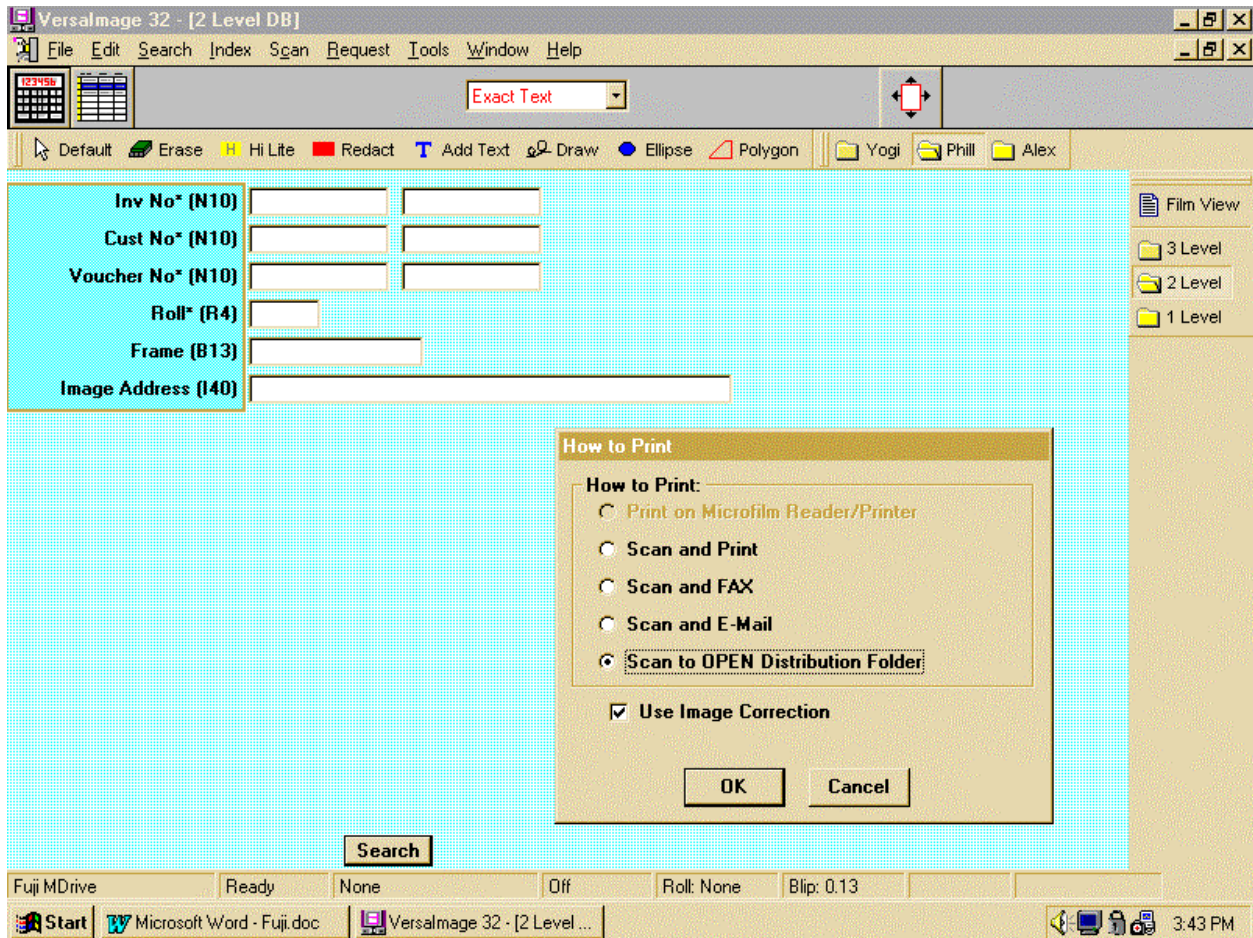 VersaImage 32 - [2 Level DB]
File Edit Search Index Scan Request Tools Window Help
123456
Exact Text
Default Erase H HiLite Redact T Add Text Draw Ellipse Polygon Yogi Phill Alex
Inv No* (N10)
Cust No* (N10)
Voucher No* (N10)
Roll* (R4)
Frame (B13)
Image Address (I40)
Film View
3 Level
2 Level
1 Level
How to Print
How to Print:
Print on Microfilm Reader/Printer
Scan and Print
Scan and FAX
Scan and E-Mail
Scan to OPEN Distribution Folder
Use Image Correction
OK Cancel
Search
Fuji MDrive Ready None Off Roll: None Blip: 0.13
Start Microsoft Word - Fuji.doc VersaImage 32 - [2 Level ... 3:43 PM